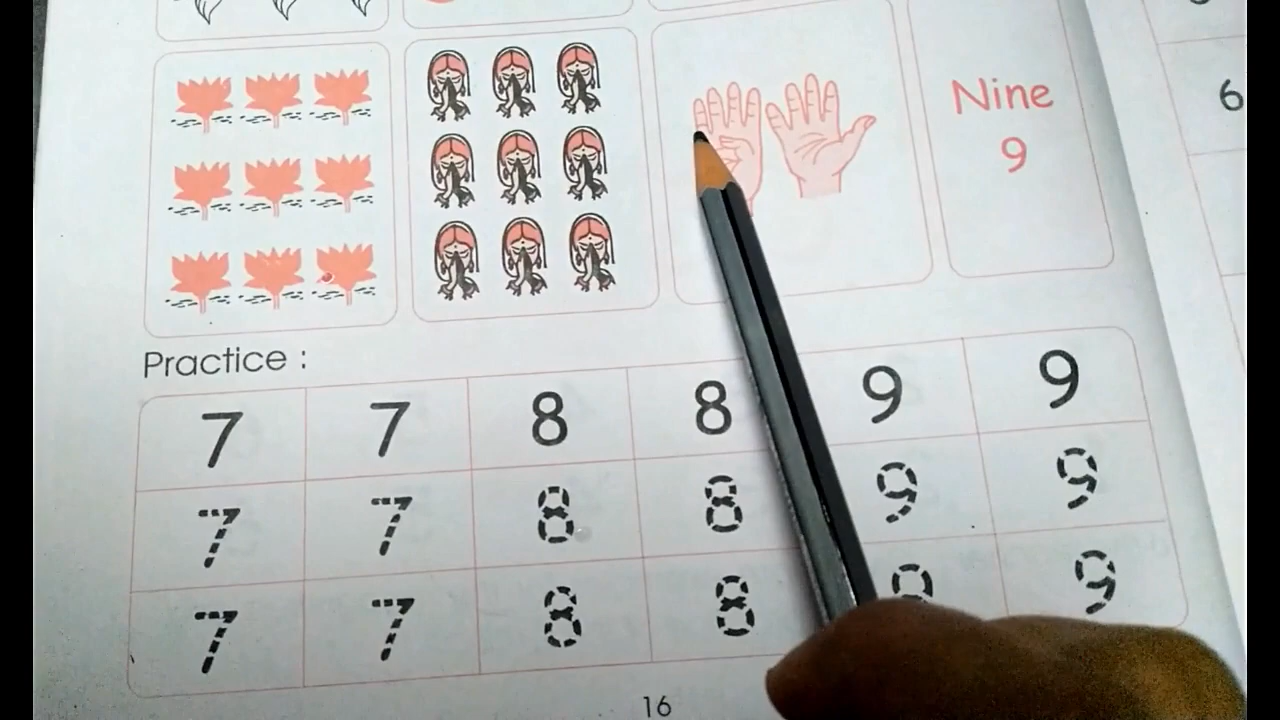 Nine
9
6
Practice :
7 7 8 8 9 9
7 7 8 8 9 9
7 7 8 8 9 9
16